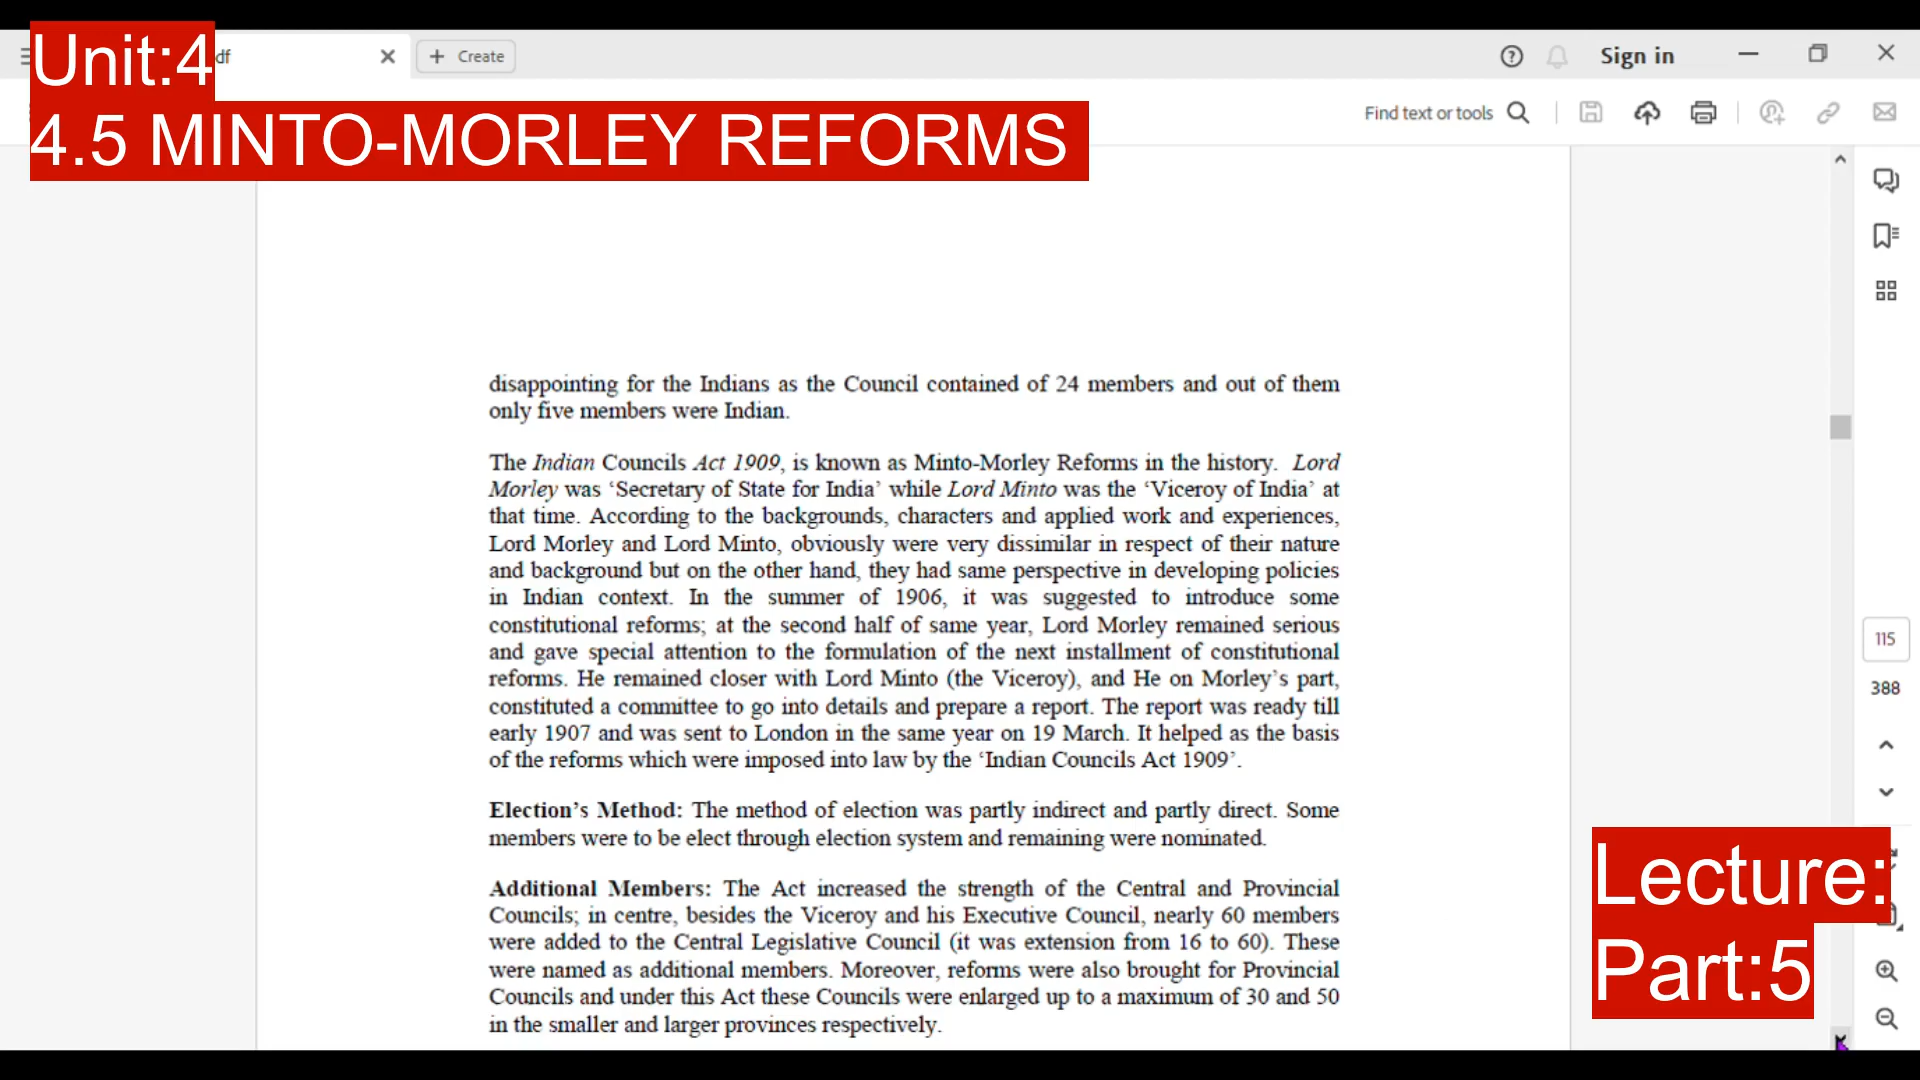 Unit:4
df
Create
Sign in
4.5 MINTO-MORLEY REFORMS
Find text or tools
disappointing for the Indians as the Council contained of 24 members and out of them
only five members were Indian.
The Indian Councils Act 1909, is known as Minto-Morley Reforms in the history. Lord
Morley was ‘Secretary of State for India’ while Lord Minto was the ‘Viceroy of India’ at
that time. According to the backgrounds, characters and applied work and experiences,
Lord Morley and Lord Minto, obviously were very dissimilar in respect of their nature
and background but on the other hand, they had same perspective in developing policies
in Indian context. In the summer of 1906, it was suggested to introduce some
constitutional reforms; at the second half of same year, Lord Morley remained serious
and gave special attention to the formulation of the next installment of constitutional
reforms. He remained closer with Lord Minto (the Viceroy), and He on Morley’s part,
constituted a committee to go into details and prepare a report. The report was ready till
early 1907 and was sent to London in the same year on 19 March. It helped as the basis
of the reforms which were imposed into law by the ‘Indian Councils Act 1909’.
Election’s Method: The method of election was partly indirect and partly direct. Some
members were to be elect through election system and remaining were nominated.
Additional Members: The Act increased the strength of the Central and Provincial
Councils; in centre, besides the Viceroy and his Executive Council, nearly 60 members
were added to the Central Legislative Council (it was extension from 16 to 60). These
were named as additional members. Moreover, reforms were also brought for Provincial
Councils and under this Act these Councils were enlarged up to a maximum of 30 and 50
in the smaller and larger provinces respectively.
115
388
Lecture:
Part:5